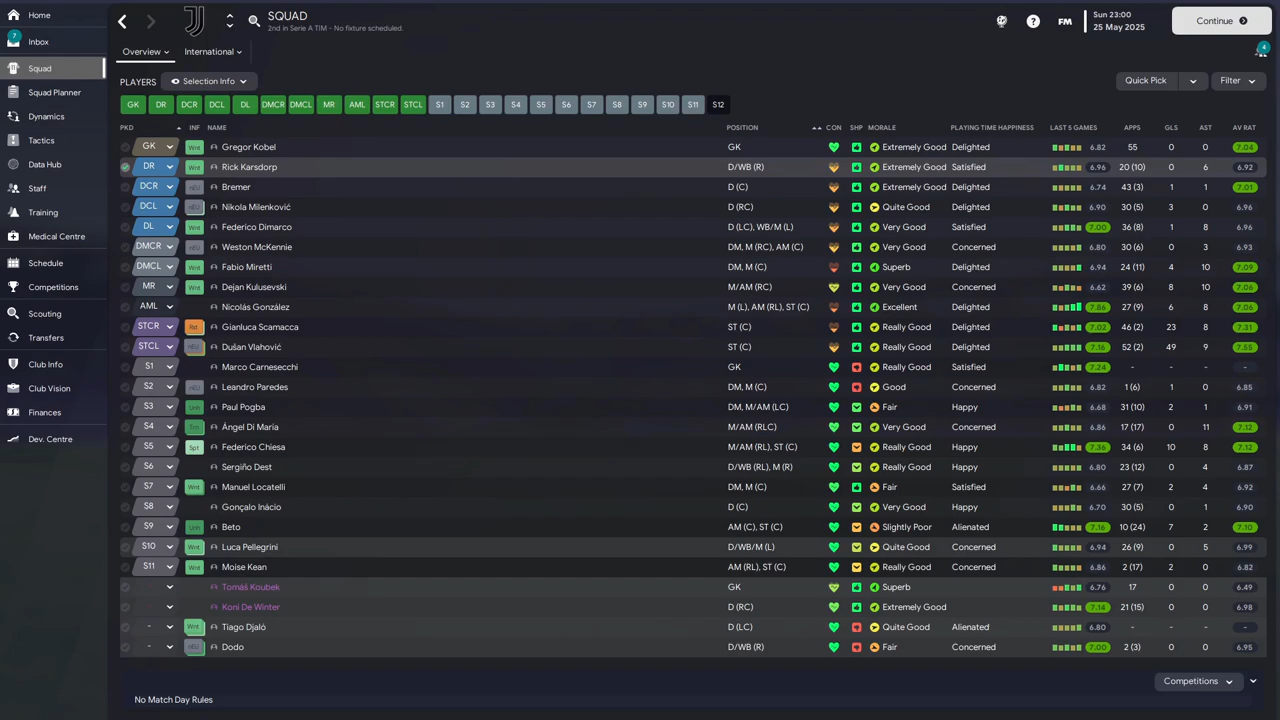 Home
7
Inbox
Squad
Squad Planner
Dynamics
Tactics
Data Hub
Staff
Training
Medical Centre
Schedule
Competitions
Scouting
Transfers
Club Info
Club Vision
Finances
Dev. Centre
SQUAD
2nd in Serie A TIM - No fixture scheduled.
?
FM
Sun 23:00
25 May 2025
Continue
Overview
International
4
PLAYERS
Selection Info
Quick Pick
Filter
GK DR DCR DCL DL DMCR DMCL MR AML STCR STCL S1 S2 S3 S4 S5 S6 S7 S8 S9 S10 S11 S12
PKD INF NAME POSITION CON SHP MORALE PLAYING TIME HAPPINESS LAST 5 GAMES APPS GLS AST AV RAT
GK Wnt Gregor Kobel GK Extremely Good 6.82 55 0 0 7.04
DR Wnt Rick Karsdorp D/WB (R) Extremely Good Satisfied 6.96 20 (10) 0 6 6.92
DCR nEU Bremer D (C) Extremely Good Delighted 6.74 43 (3) 1 1 7.01
DCL nEU Nikola Milenković D (RC) Quite Good Delighted 6.90 30 (5) 3 0 6.96
DL Wnt Federico Dimarco D (LC), WB/M (L) Very Good Delighted 7.00 36 (8) 1 8 6.96
DMCR nEU Weston McKennie DM, M (RC), AM (C) Very Good Concerned 6.80 30 (6) 0 3 6.93
DMCL Wnt Fabio Miretti DM, M (C) Superb Delighted 6.94 24 (11) 4 10 7.09
MR Wnt Dejan Kulusevski M/AM (RC) Very Good Delighted 6.62 39 (6) 8 10 7.06
AML Nicolás González M (L), AM (RL), ST (C) Excellent Delighted 7.86 27 (9) 6 8 7.06
STCR Rst Gianluca Scamacca ST (C) Really Good Delighted 7.02 46 (2) 23 8 7.31
STCL nEU Dušan Vlahović ST (C) Really Good Delighted 7.16 52 (2) 49 9 7.55
S1 Marco Carnesecchi GK Really Good Satisfied 7.24 - - - -
S2 nEU Leandro Paredes DM, M (C) Good Concerned 6.82 1 (6) 1 0 6.85
S3 Unh Paul Pogba DM, M/AM (LC) Fair Happy 6.68 31 (10) 2 1 6.91
S4 Trn Ángel Di María M/AM (RLC) Very Good Concerned 6.86 17 (17) 0 11 7.12
S5 Spt Federico Chiesa M/AM (RL), ST (C) Really Good Happy 7.36 34 (6) 10 8 7.12
S6 Sergiño Dest D/WB (RL), M (R) Really Good Happy 6.80 23 (12) 0 4 6.87
S7 Wnt Manuel Locatelli DM, M (C) Fair Satisfied 6.66 27 (7) 2 4 6.92
S8 Gonçalo Inácio D (C) Very Good Happy 6.70 30 (5) 0 1 6.90
S9 Unh Beto AM (C), ST (C) Slightly Poor Alienated 7.16 10 (24) 7 2 7.10
S10 Wnt Luca Pellegrini D/WB/M (L) Quite Good Concerned 6.94 26 (9) 0 5 6.99
S11 Wnt Moise Kean AM (RL), ST (C) Very Good Concerned 6.86 2 (17) 2 0 6.82
Tomáš Koubek GK Superb 6.76 17 0 0 6.49
Koni De Winter D (RC) Extremely Good 7.14 21 (15) 0 0 6.98
- Wnt Tiago Djaló D (LC) Quite Good Alienated 6.80 - - - -
- nEU Dodo D/WB (R) Fair Concerned 7.00 2 (3) 0 0 6.95
Competitions
No Match Day Rules